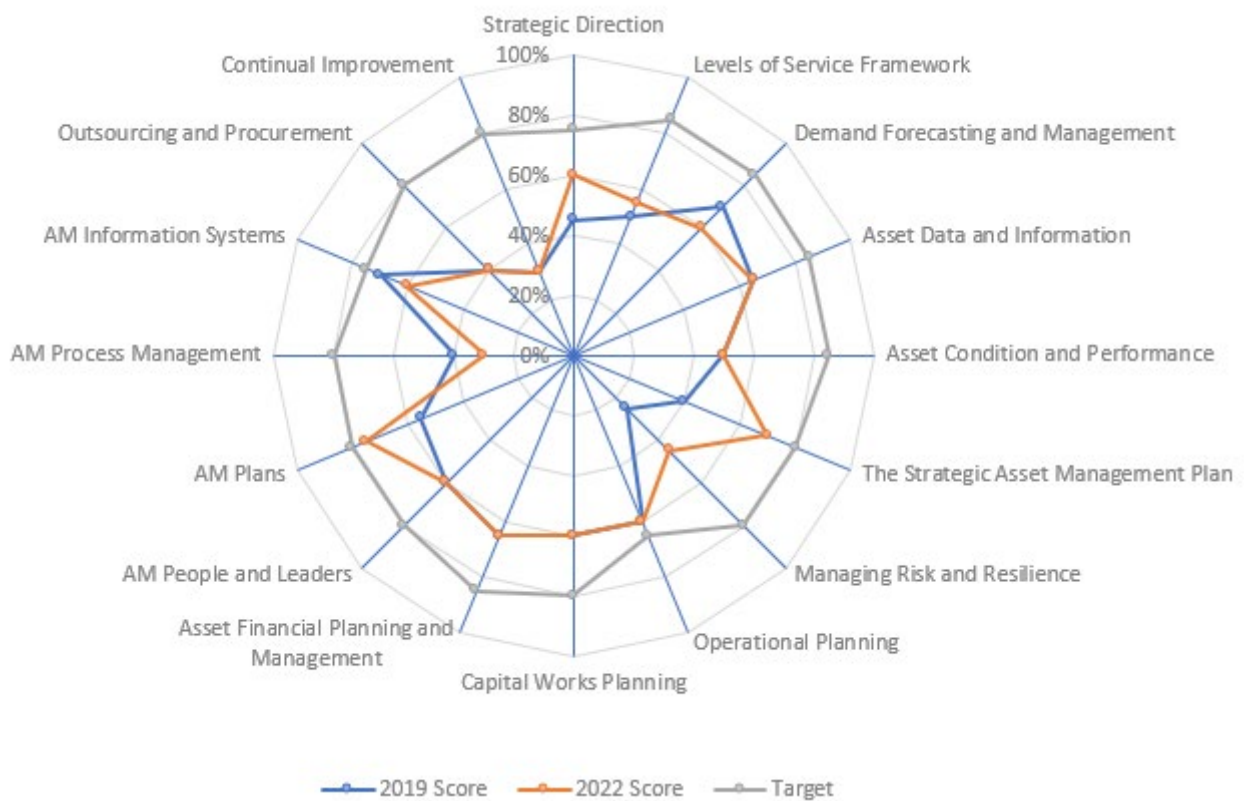 Strategic Direction
100%
Continual Improvement
Levels of Service Framework
80%
Outsourcing and Procurement
Demand Forecasting and Management
60%
AM Information Systems
Asset Data and Information
40%
20%
AM Process Management
0%
Asset Condition and Performance
AM Plans
The Strategic Asset Management Plan
AM People and Leaders
Managing Risk and Resilience
Asset Financial Planning and
Management
Operational Planning
Capital Works Planning
2019 Score
2022 Score
Target